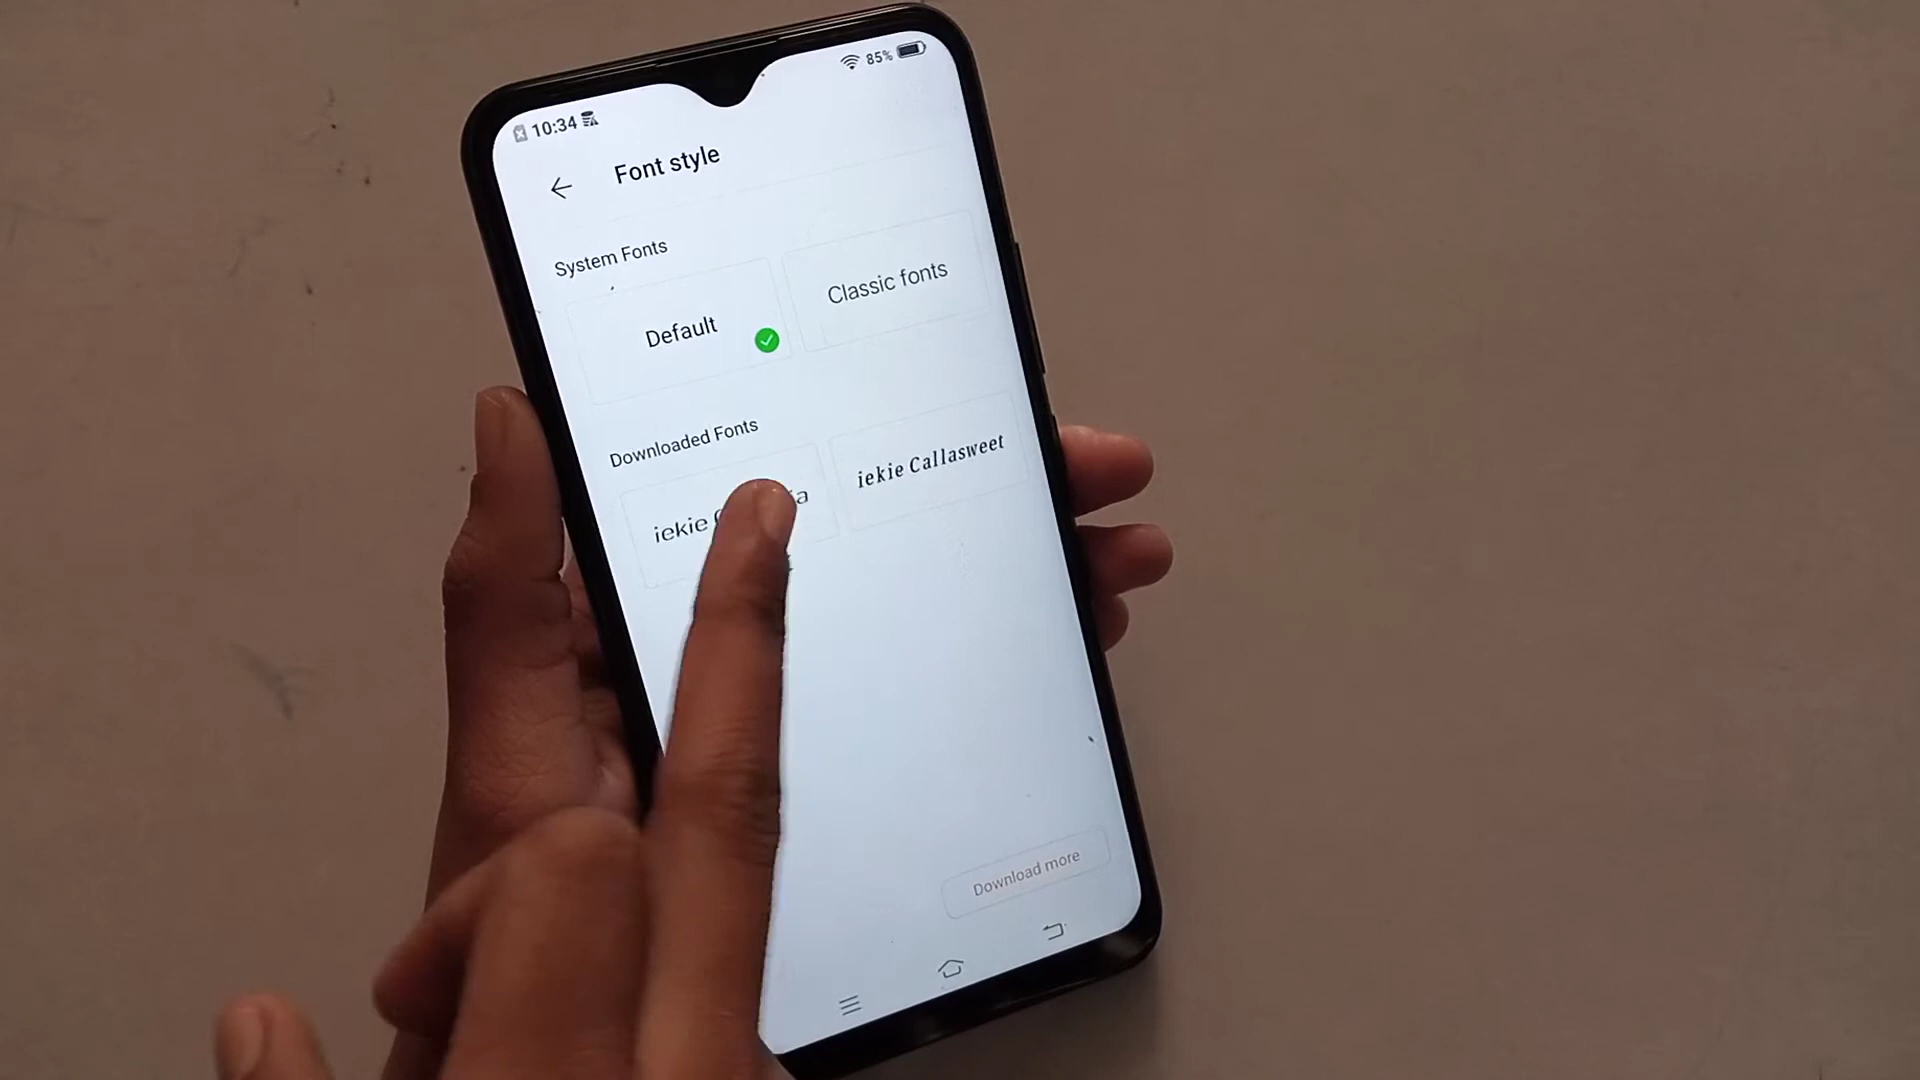 10:34
85%
Font style
System Fonts
Default
Classic fonts
Downloaded Fonts
iekie
iekie Callasweet
Download more